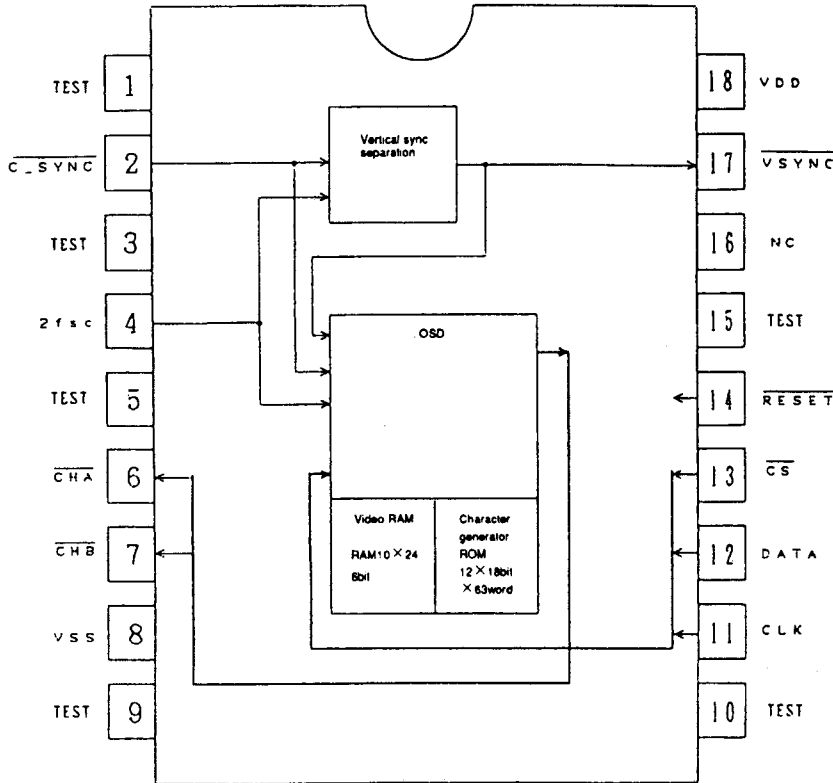 TEST 1
C_SYNC 2
TEST 3
2fsc 4
TEST 5
CHA 6
CHB 7
VSS 8
TEST 9
Vertical sync
separation
OSD
Video RAM
RAM10×24
6bit
Character
generator
ROM
12×18bit
×63word
18 VDD
17 VSYNC
16 NC
15 TEST
14 RESET
13 CS
12 DATA
11 CLK
10 TEST